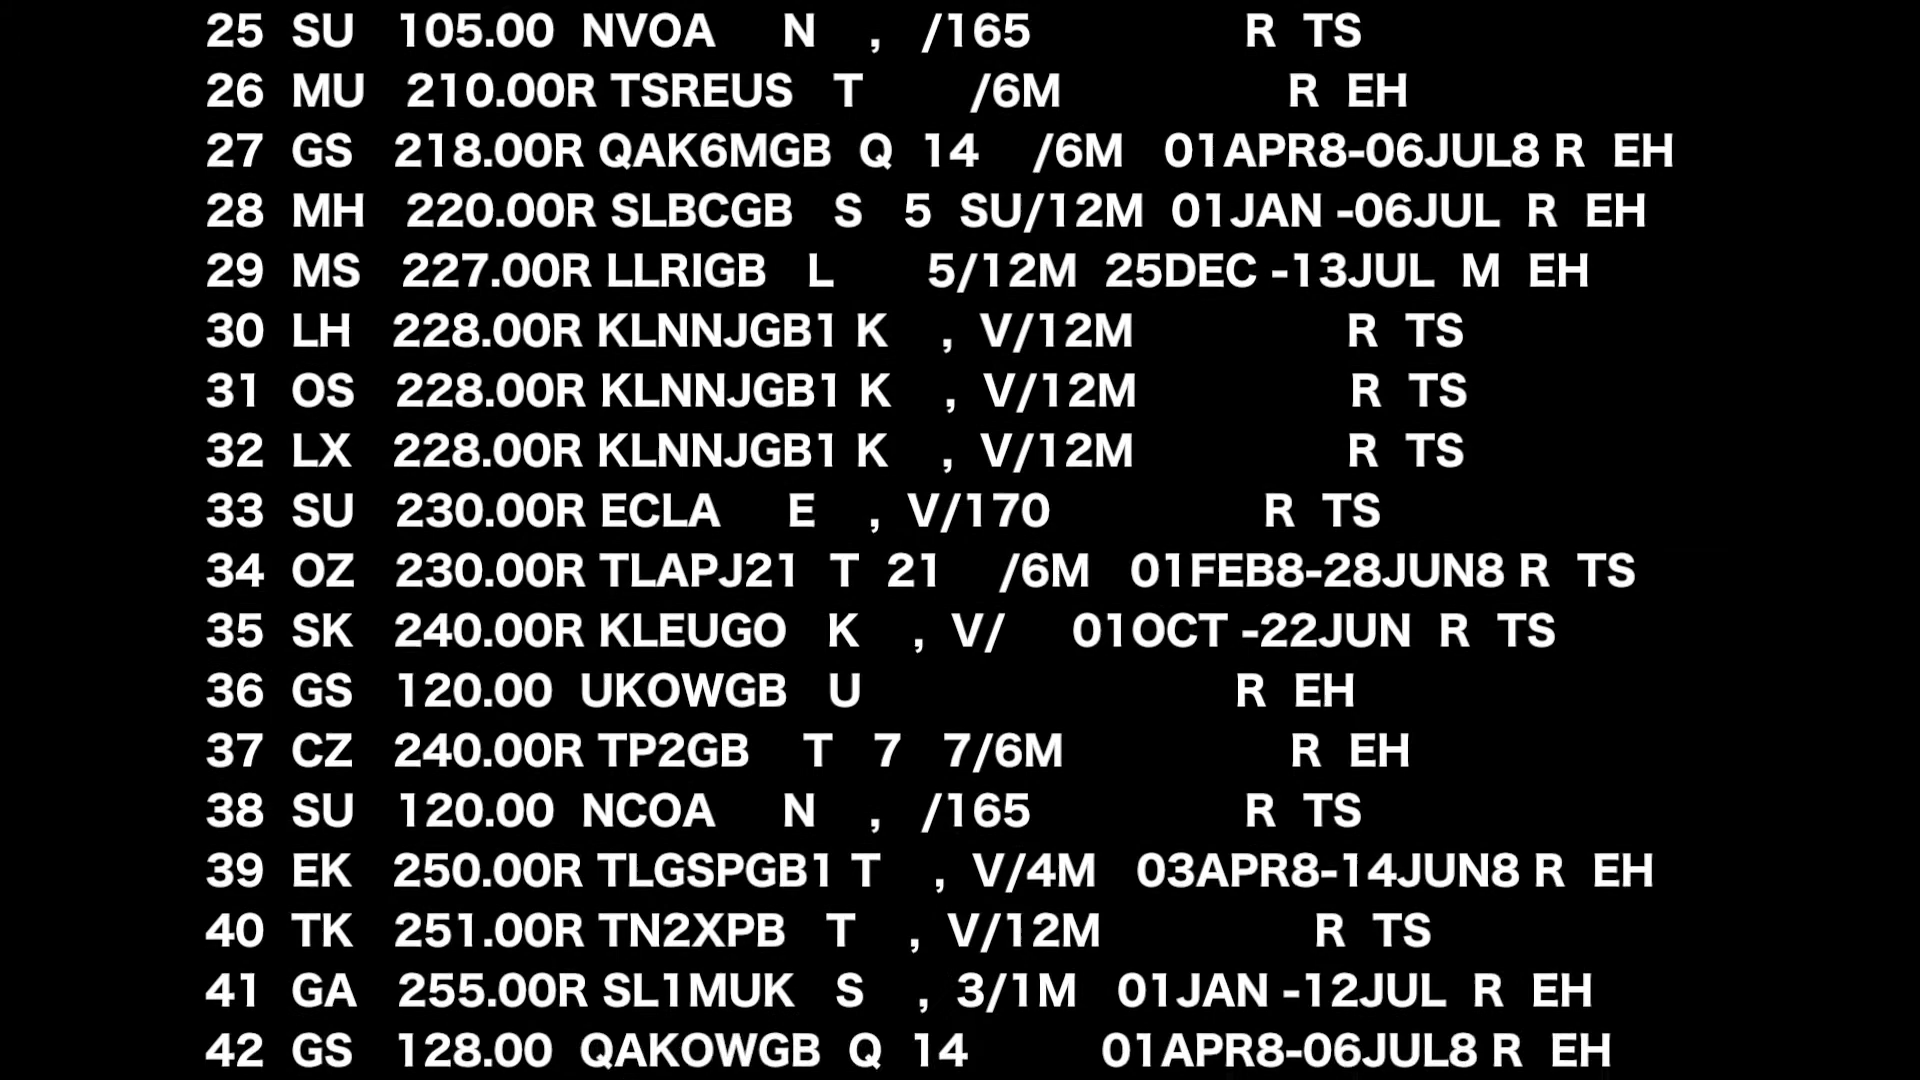 25 SU 105.00 NVOA N , /165 R TS
26 MU 210.00R TSREUS T /6M R EH
27 GS 218.00R QAK6MGB Q 14 /6M 01APR8-06JUL8 R EH
28 MH 220.00R SLBCGB S 5 SU/12M 01JAN -06JUL R EH
29 MS 227.00R LLRIGB L 5/12M 25DEC -13JUL M EH
30 LH 228.00R KLNNJGB1 K , V/12M R TS
31 OS 228.00R KLNNJGB1 K , V/12M R TS
32 LX 228.00R KLNNJGB1 K , V/12M R TS
33 SU 230.00R ECLA E , V/170 R TS
34 OZ 230.00R TLAPJ21 T 21 /6M 01FEB8-28JUN8 R TS
35 SK 240.00R KLEUGO K , V/ 01OCT -22JUN R TS
36 GS 120.00 UKOWGB U R EH
37 CZ 240.00R TP2GB T 7 7/6M R EH
38 SU 120.00 NCOA N , /165 R TS
39 EK 250.00R TLGSPGB1 T , V/4M 03APR8-14JUN8 R EH
40 TK 251.00R TN2XPB T , V/12M R TS
41 GA 255.00R SL1MUK S , 3/1M 01JAN -12JUL R EH
42 GS 128.00 QAKOWGB Q 14 01APR8-06JUL8 R EH